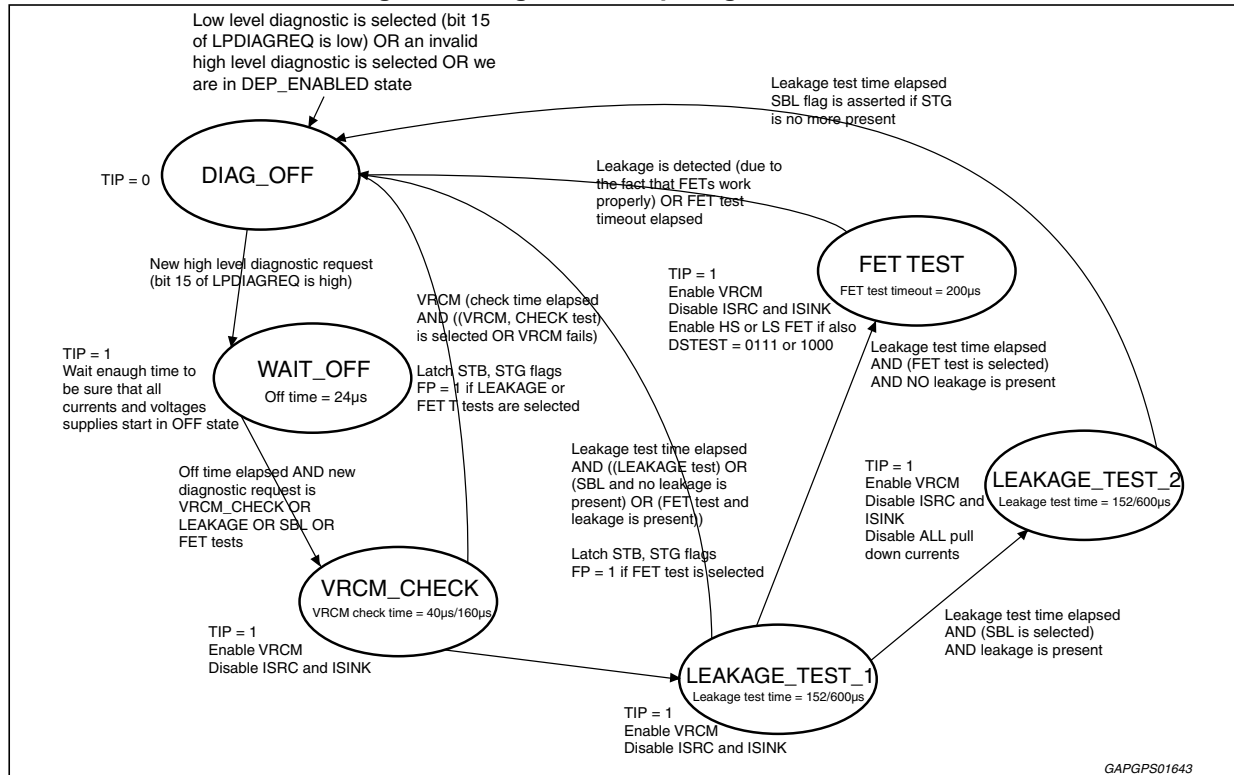 Low level diagnostic is selected (bit 15
of LPDIAGREQ is low) OR an invalid
high level diagnostic is selected OR we
are in DEP_ENABLED state
Leakage test time elapsed
SBL flag is asserted if STG
is no more present
DIAG_OFF
TIP = 0
Leakage is detected (due to
the fact that FETs work
properly) OR FET test
timeout elapsed
New high level diagnostic request
(bit 15 of LPDIAGREQ is high)
FET TEST
FET test timeout = 200µs
TIP = 1
Enable VRCM
Disable ISRC and ISINK
Enable HS or LS FET if also
DSTEST = 0111 or 1000
VRCM (check time elapsed
AND ((VRCM, CHECK test)
is selected OR VRCM fails)
Latch STB, STG flags
FP = 1 if LEAKAGE or
FET T tests are selected
TIP = 1
Wait enaugh time to
be sure that all
currents and voltages
supplies start in OFF state
WAIT_OFF
Off time = 24µs
Leakage test time elapsed
AND (FET test is selected)
AND NO leakage is present
Leakage test time elapsed
AND ((LEAKAGE test) OR
(SBL and no leakage is
present) OR (FET test and
leakage is present))
Latch STB, STG flags
FP = 1 if FET test is selected
TIP = 1
Enable VRCM
Disable ISRC and
ISINK
Disable ALL pull
down currents
LEAKAGE_TEST_2
Leakage test time = 152/600µs
Off time elapsed AND new
diagnostic request is
VRCM_CHECK OR
LEAKAGE OR SBL OR
FET tests
VRCM_CHECK
VRCM check time = 40µs/160µs
TIP = 1
Enable VRCM
Disable ISRC and ISINK
Leakage test time elapsed
AND (SBL is selected)
AND leakage is present
LEAKAGE_TEST_1
Leakage test time = 152/600µs
TIP = 1
Enable VRCM
Disable ISRC and ISINK
GAPGPS01643